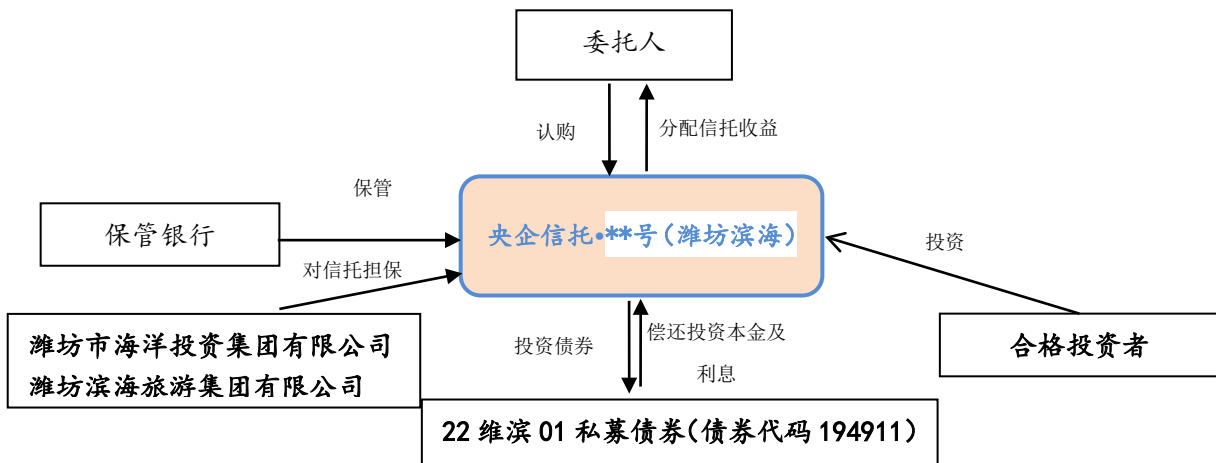 委托人
认购
分配信托收益
保管
保管银行
央企信托•**号(潍坊滨海)
投资
对信托担保
潍坊市海洋投资集团有限公司
潍坊滨海旅游集团有限公司
投资债券
偿还投资本金及
利息
合格投资者
22 维滨 01 私募债券(债券代码 194911)